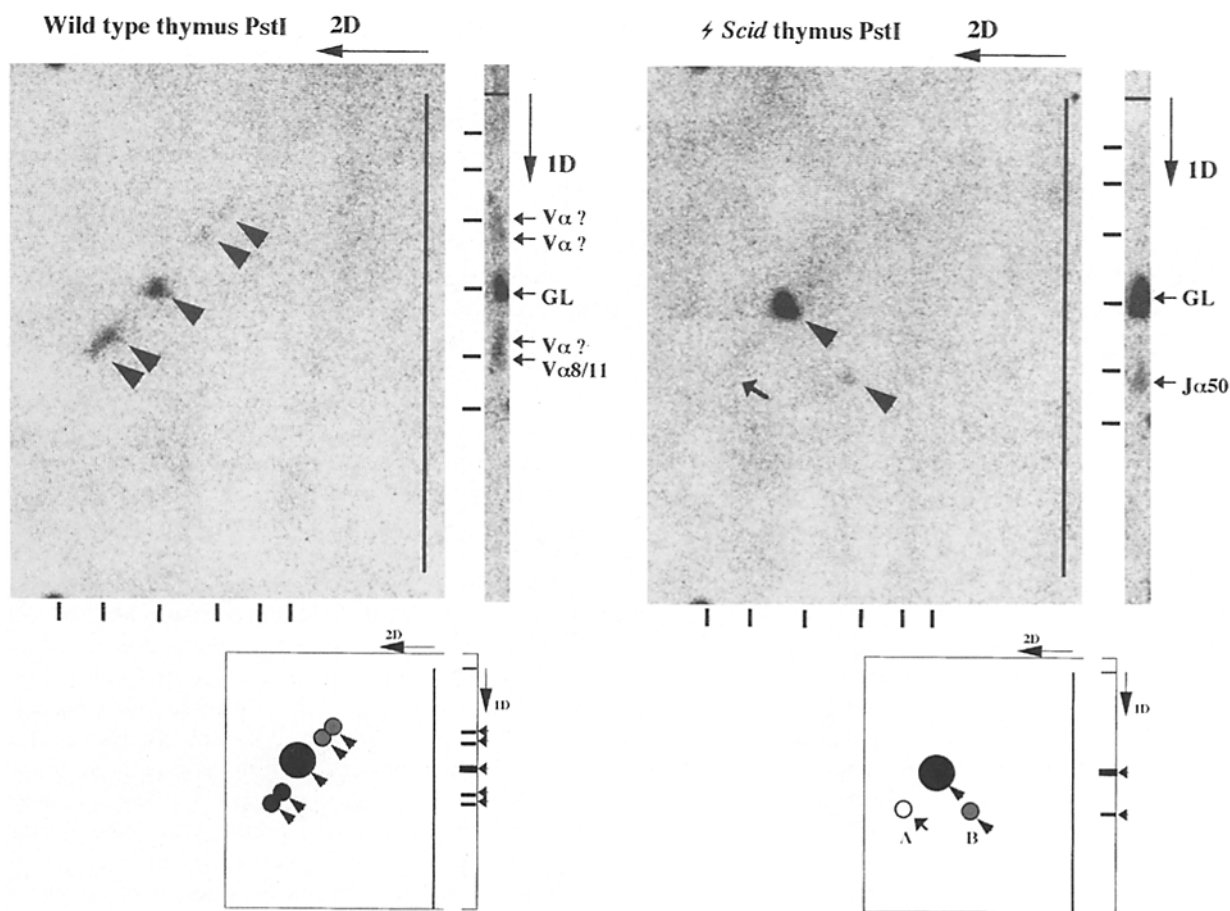 Wild type thymus PstI
2D
1D
Vα ?
Vα ?
GL
Vα ?
Vα8/11
2D
1D
Scid thymus PstI
2D
1D
GL
Jα50
2D
1D
A
B